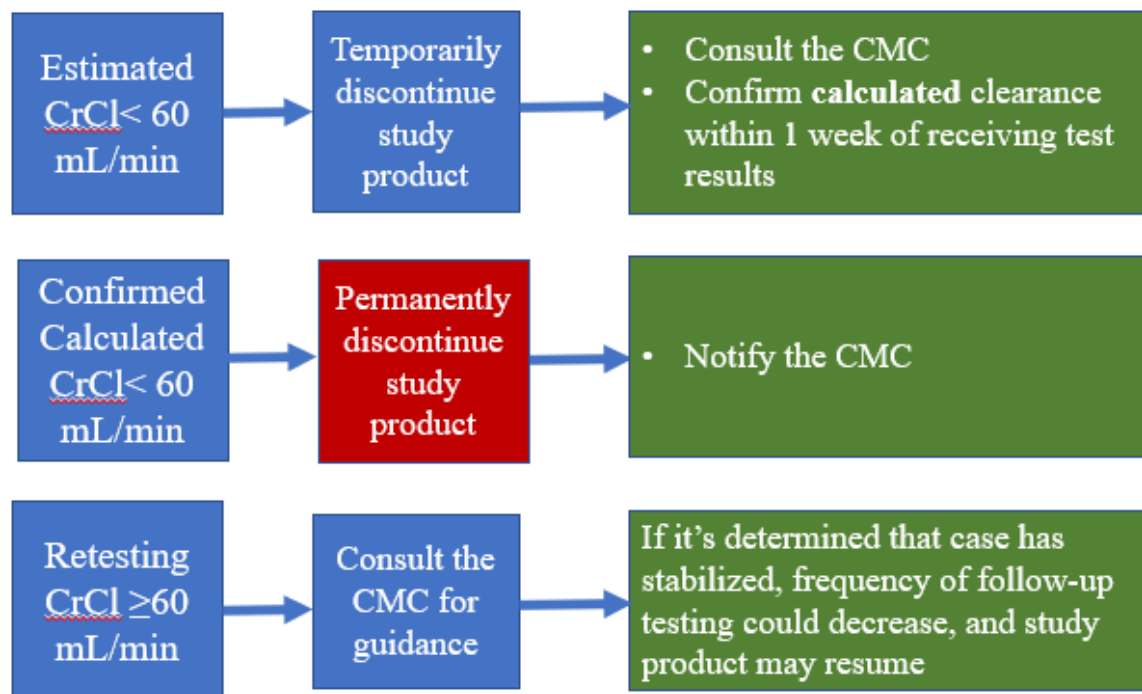 Estimated
CrCl< 60
mL/min
Temporarily
discontinue
study
product
• Consult the CMC
• Confirm calculated clearance
within 1 week of receiving test
results
Confirmed
Calculated
CrCl< 60
mL/min
Permanently
discontinue
study
product
• Notify the CMC
Retesting
CrCl ≥60
mL/min
Consult the
CMC for
guidance
If it’s determined that case has
stabilized, frequency of follow-up
testing could decrease, and study
product may resume